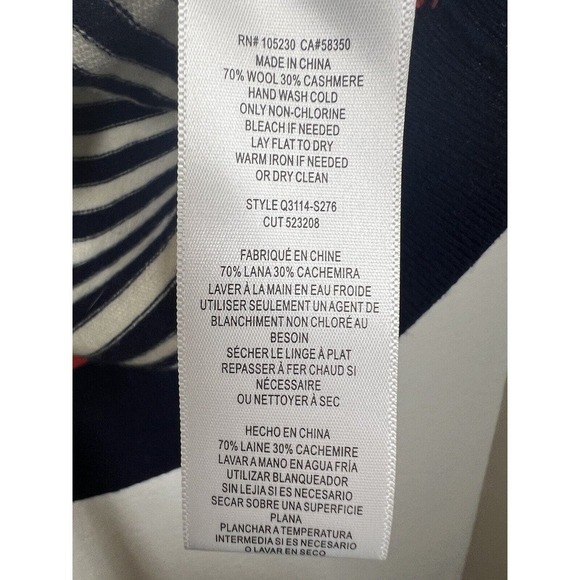 RN# 105230 CA#58350
MADE IN CHINA
70% WOOL 30% CASHMERE
HAND WASH COLD
ONLY NON-CHLORINE
BLEACH IF NEEDED
LAY FLAT TO DRY
WARM IRON IF NEEDED
OR DRY CLEAN
STYLE Q3114-S276
CUT 523208
FABRIQUÉ EN CHINE
70% LANA 30% CACHEMIRA
LAVER À LA MAIN EN EAU FROIDE
UTILISER SEULEMENT UN AGENT DE
BLANCHIMENT NON CHLORÉ AU
BESOIN
SÉCHER LE LINGE À PLAT
REPASSER À FER CHAUD SI
NÉCESSAIRE
OU NETTOYER À SEC
HECHO EN CHINA
70% LAINE 30% CACHEMIRE
LAVAR A MANO EN AGUA FRÍA
UTILIZAR BLANQUEADOR
SIN LEJIA SI ES NECESARIO
SECAR SOBRE UNA SUPERFICIE
PLANA
PLANCHAR A TEMPERATURA
INTERMEDIA SI ES NECESARIO
O LAVAR EN SECO